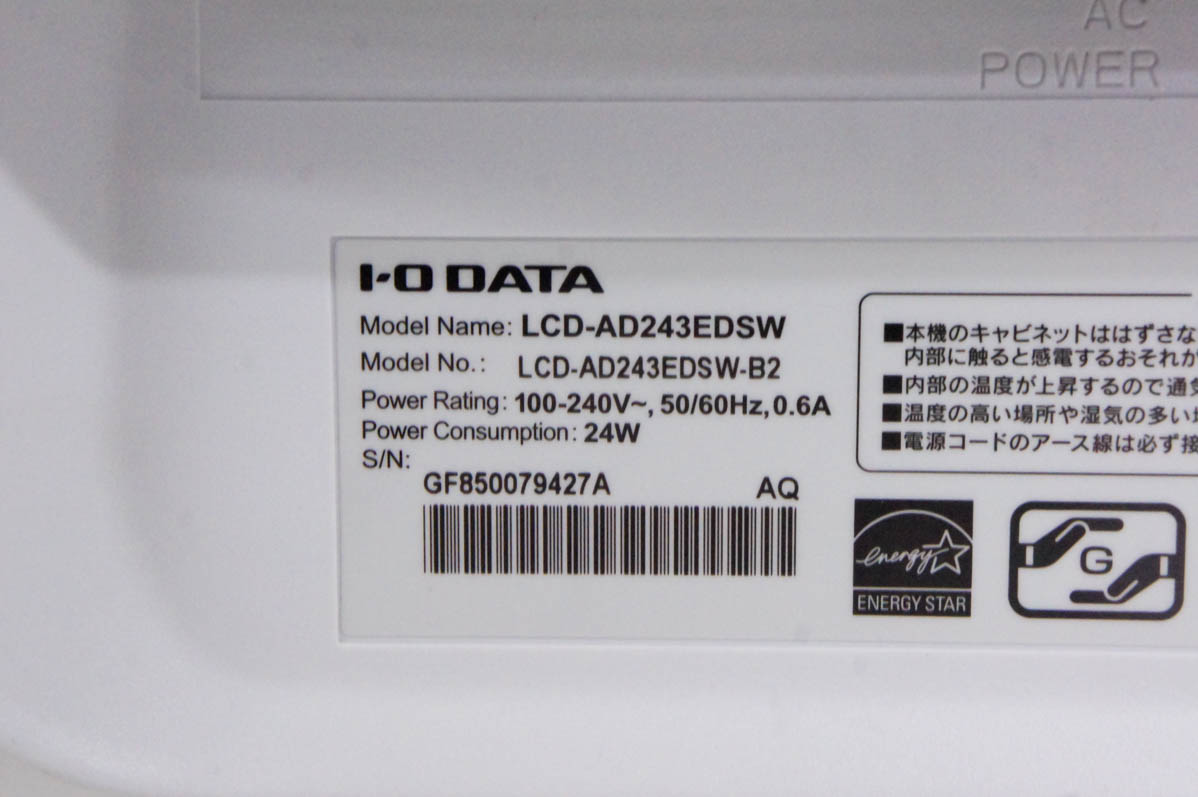 AC
POWER
I-O DATA
Model Name: LCD-AD243EDSW
Model No.: LCD-AD243EDSW-B2
Power Rating: 100-240V~, 50/60Hz, 0.6A
Power Consumption: 24W
S/N:
GF850079427A AQ
■本機のキャビネットははずさな
内部に触ると感電するおそれが
■内部の温度が上昇するので通気
■温度の高い場所や湿気の多い場
■電源コードのアース線は必ず接
energy
ENERGY STAR
G